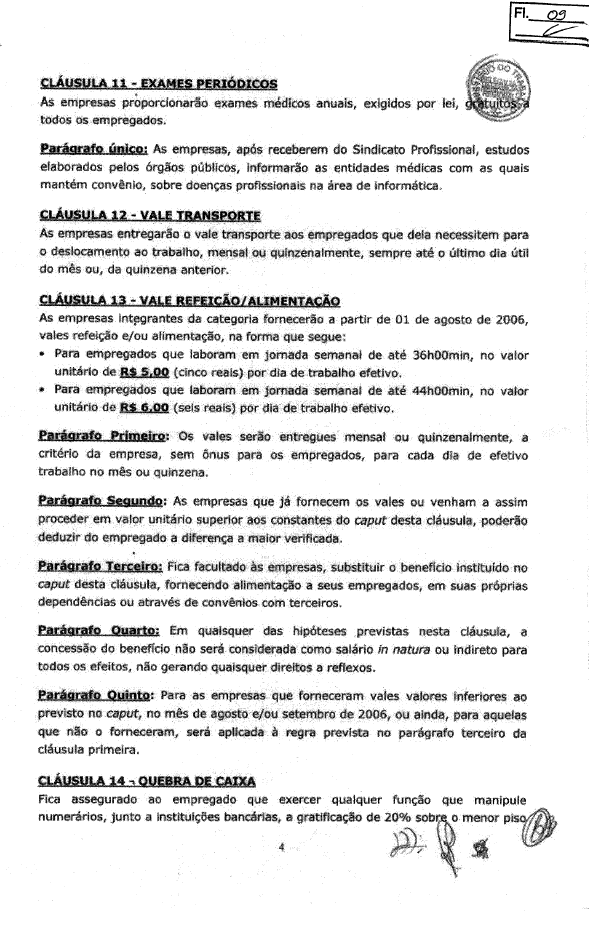 Fl. 09
CLÁUSULA 11 - EXAMES PERIÓDICOS
As empresas proporcionarão exames médicos anuais, exigidos por lei, gratuitos a
todos os empregados.
Parágrafo único: As empresas, após receberem do Sindicato Profissional, estudos
elaborados pelos órgãos públicos, informarão as entidades médicas com as quais
mantém convênio, sobre doenças profissionais na área de informática.
CLÁUSULA 12 - VALE TRANSPORTE
As empresas entregarão o vale transporte aos empregados que dela necessitem para
o deslocamento ao trabalho, mensal ou quinzenalmente, sempre até o último dia útil
do mês ou, da quinzena anterior.
CLÁUSULA 13 - VALE REFEIÇÃO/ALIMENTAÇÃO
As empresas integrantes da categoria fornecerão a partir de 01 de agosto de 2006,
vales refeição e/ou alimentação, na forma que segue:
• Para empregados que laboram em jornada semanal de até 36h00min, no valor
unitário de R$ 5,00 (cinco reais) por dia de trabalho efetivo.
• Para empregados que laboram em jornada semanal de até 44h00min, no valor
unitário de R$ 6,00 (seis reais) por dia de trabalho efetivo.
Parágrafo Primeiro: Os vales serão entregues mensal ou quinzenalmente, a
critério da empresa, sem ônus para os empregados, para cada dia de efetivo
trabalho no mês ou quinzena.
Parágrafo Segundo: As empresas que já fornecem os vales ou venham a assim
proceder em valor unitário superior aos constantes do caput desta cláusula, poderão
deduzir do empregado a diferença a maior verificada.
Parágrafo Terceiro: Fica facultado às empresas, substituir o benefício instituído no
caput desta cláusula, fornecendo alimentação a seus empregados, em suas próprias
dependências ou através de convênios com terceiros.
Parágrafo Quarto: Em quaisquer das hipóteses previstas nesta cláusula, a
concessão do benefício não será considerada como salário in natura ou indireto para
todos os efeitos, não gerando quaisquer direitos a reflexos.
Parágrafo Quinto: Para as empresas que forneceram vales valores inferiores ao
previsto no caput, no mês de agosto e/ou setembro de 2006, ou ainda, para aquelas
que não o forneceram, será aplicada à regra prevista no parágrafo terceiro da
cláusula primeira.
CLÁUSULA 14 - QUEBRA DE CAIXA
Fica assegurado ao empregado que exercer qualquer função que manipule
numerários, junto a instituições bancárias, a gratificação de 20% sobre o menor piso
4